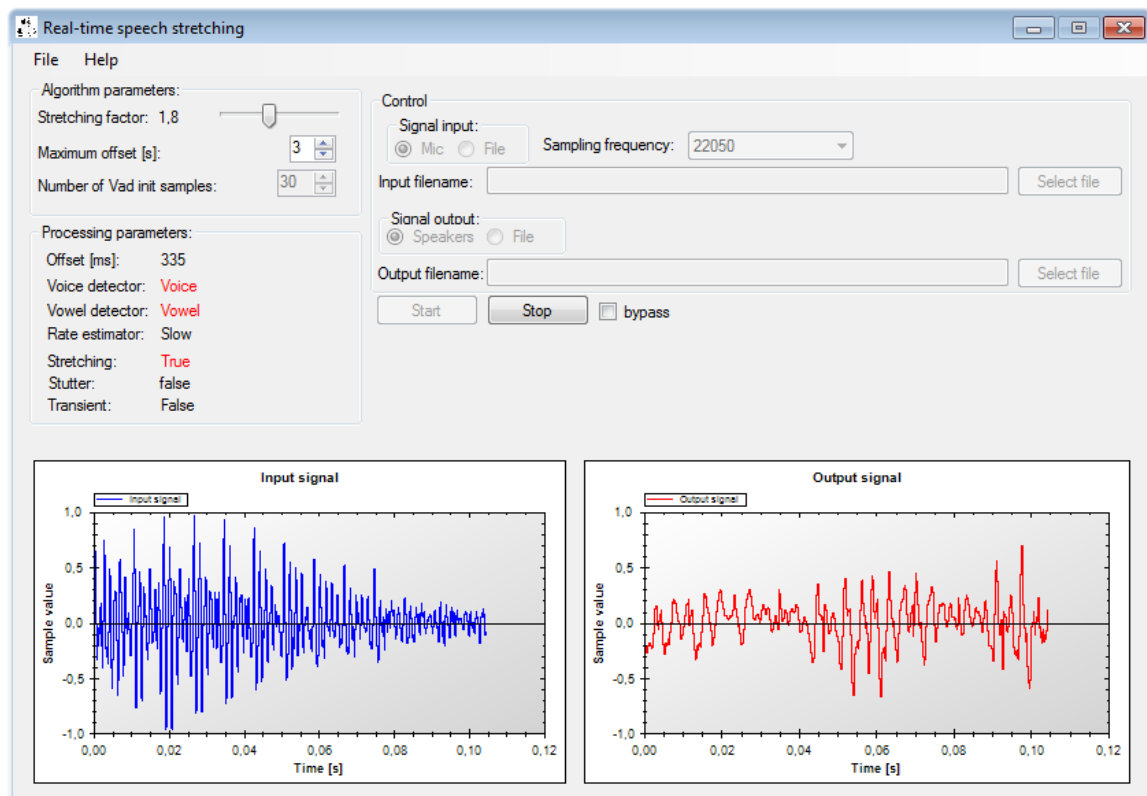 Real-time speech stretching
File Help
Algorithm parameters:
Stretching factor: 1,8
Maximum offset [s]: 3
Number of Vad init samples: 30
Processing parameters:
Offset [ms]: 335
Voice detector: Voice
Vowel detector: Vowel
Rate estimator: Slow
Stretching: True
Stutter: false
Transient: False
Control
Signal input:
Mic File
Sampling frequency: 22050
Input filename: Select file
Signal output:
Speakers File
Output filename: Select file
Start Stop bypass
Input signal
Input signal
1,0
0,5
0,0
-0,5
-1,0
Sample value
0,00 0,02 0,04 0,06 0,08 0,10 0,12
Time [s]
Output signal
Output signal
1,0
0,5
0,0
-0,5
-1,0
Sample value
0,00 0,02 0,04 0,06 0,08 0,10 0,12
Time [s]